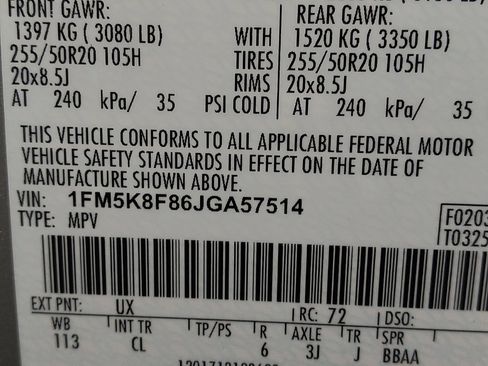 FRONT GAWR: REAR GAWR:
1397 KG ( 3080 LB) WITH 1520 KG ( 3350 LB)
255/50R20 105H TIRES 255/50R20 105H
20x8.5J RIMS 20x8.5J
AT 240 kPa/ 35 PSI COLD AT 240 kPa/ 35
THIS VEHICLE CONFORMS TO ALL APPLICABLE FEDERAL MOTOR
VEHICLE SAFETY STANDARDS IN EFFECT ON THE DATE OF
MANUFACTURE SHOWN ABOVE.
VIN: 1FM5K8F86JGA57514
TYPE: MPV
F0203
T0325
EXT PNT: UX RC: 72 DSO:
WB INT TR TP/PS R AXLE TR SPR
113 CL 6 3J J BBAA